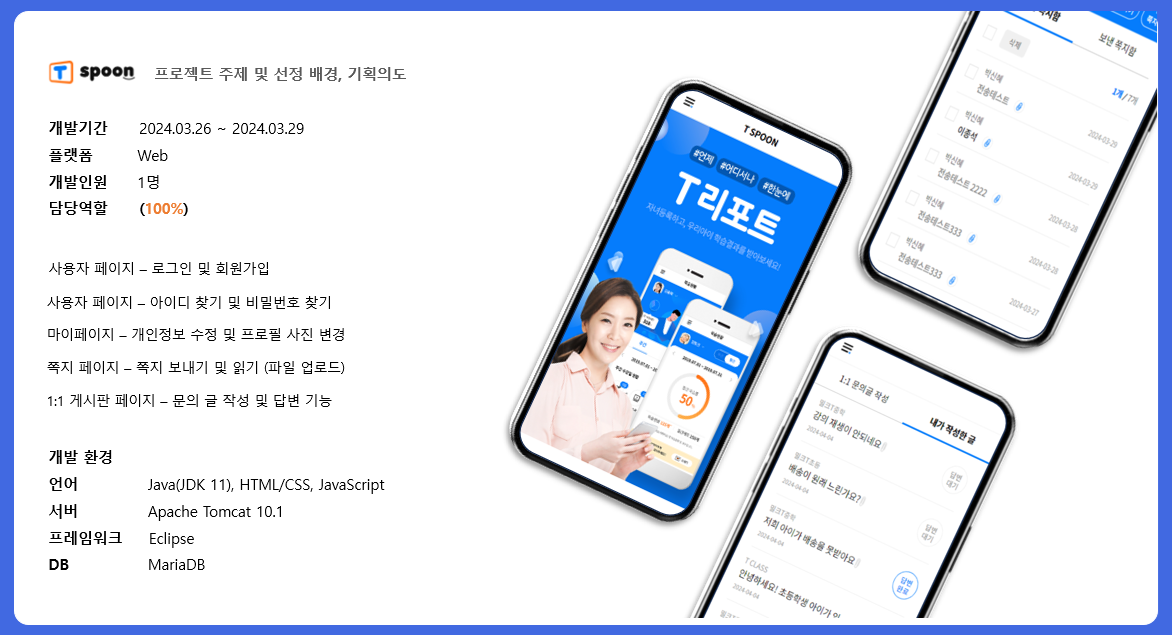 T spoon 프로젝트 주제 및 선정 배경, 기획의도
개발기간 2024.03.26 ~ 2024.03.29
플랫폼 Web
개발인원 1명
담당역할 (100%)
사용자 페이지 – 로그인 및 회원가입
사용자 페이지 – 아이디 찾기 및 비밀번호 찾기
마이페이지 – 개인정보 수정 및 프로필 사진 변경
쪽지 페이지 – 쪽지 보내기 및 읽기 (파일 업로드)
1:1 게시판 페이지 – 문의 글 작성 및 답변 기능
개발 환경
언어 Java(JDK 11), HTML/CSS, JavaScript
서버 Apache Tomcat 10.1
프레임워크 Eclipse
DB MariaDB
T SPOON
#언제 #어디서나 #한눈에
T리포트
자녀등록하고, 우리아이 학습결과를 받아보세요!
50%
보낸 쪽지함
삭제
1개/7개
박신혜
전송테스트
2024-03-29
박신혜
이종석
2024-03-29
박신혜
전송테스트 2222
2024-03-28
박신혜
전송테스트333
2024-03-28
박신혜
전송테스트333
2024-03-27
1:1 문의글 작성
내가 작성한 글
밀크T중학
강의 재생이 안되네요
2024-04-04
답변
대기
밀크T초등
배송이 원래 느린가요?
2024-04-04
답변
대기
밀크T중학
저희 아이가 배송을 못받아요
2024-04-04
답변
완료
T CLASS
안녕하세요! 초등학생 아이가 있
2024-04-04